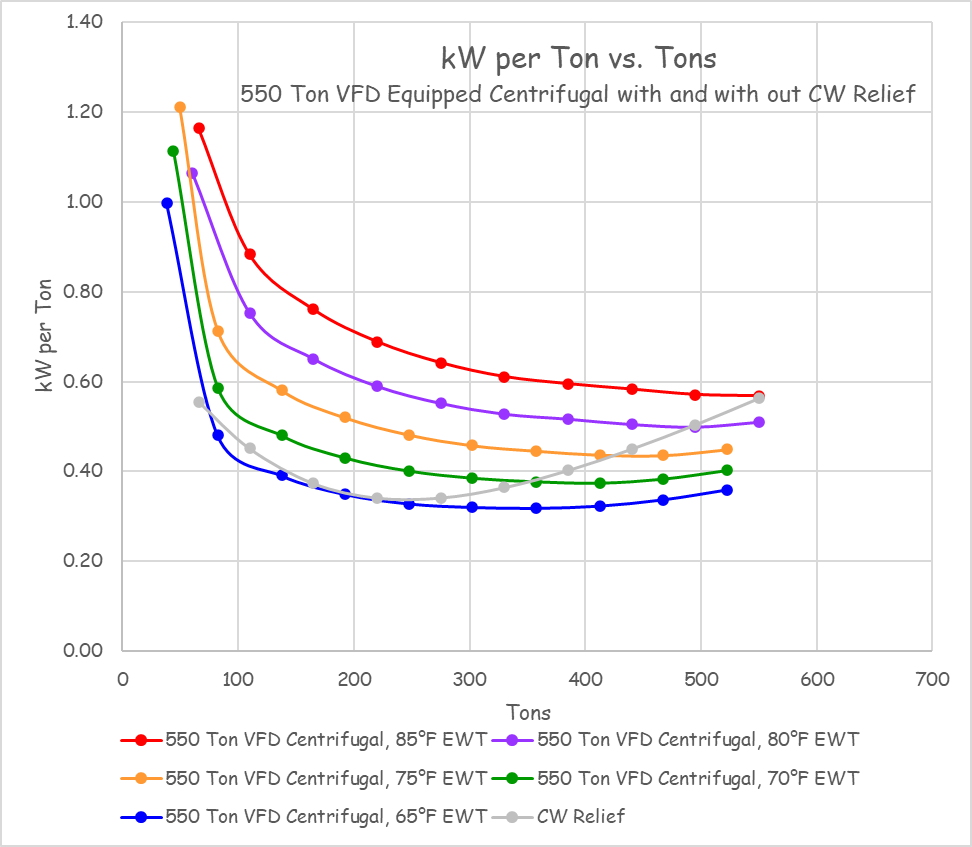 kW per Ton vs. Tons
550 Ton VFD Equipped Centrifugal with and with out CW Relief
1.40
1.20
1.00
0.80
0.60
0.40
0.20
0.00
kW per Ton
0 100 200 300 400 500 600 700
Tons
550 Ton VFD Centrifugal, 85°F EWT 550 Ton VFD Centrifugal, 80°F EWT
550 Ton VFD Centrifugal, 75°F EWT 550 Ton VFD Centrifugal, 70°F EWT
550 Ton VFD Centrifugal, 65°F EWT CW Relief